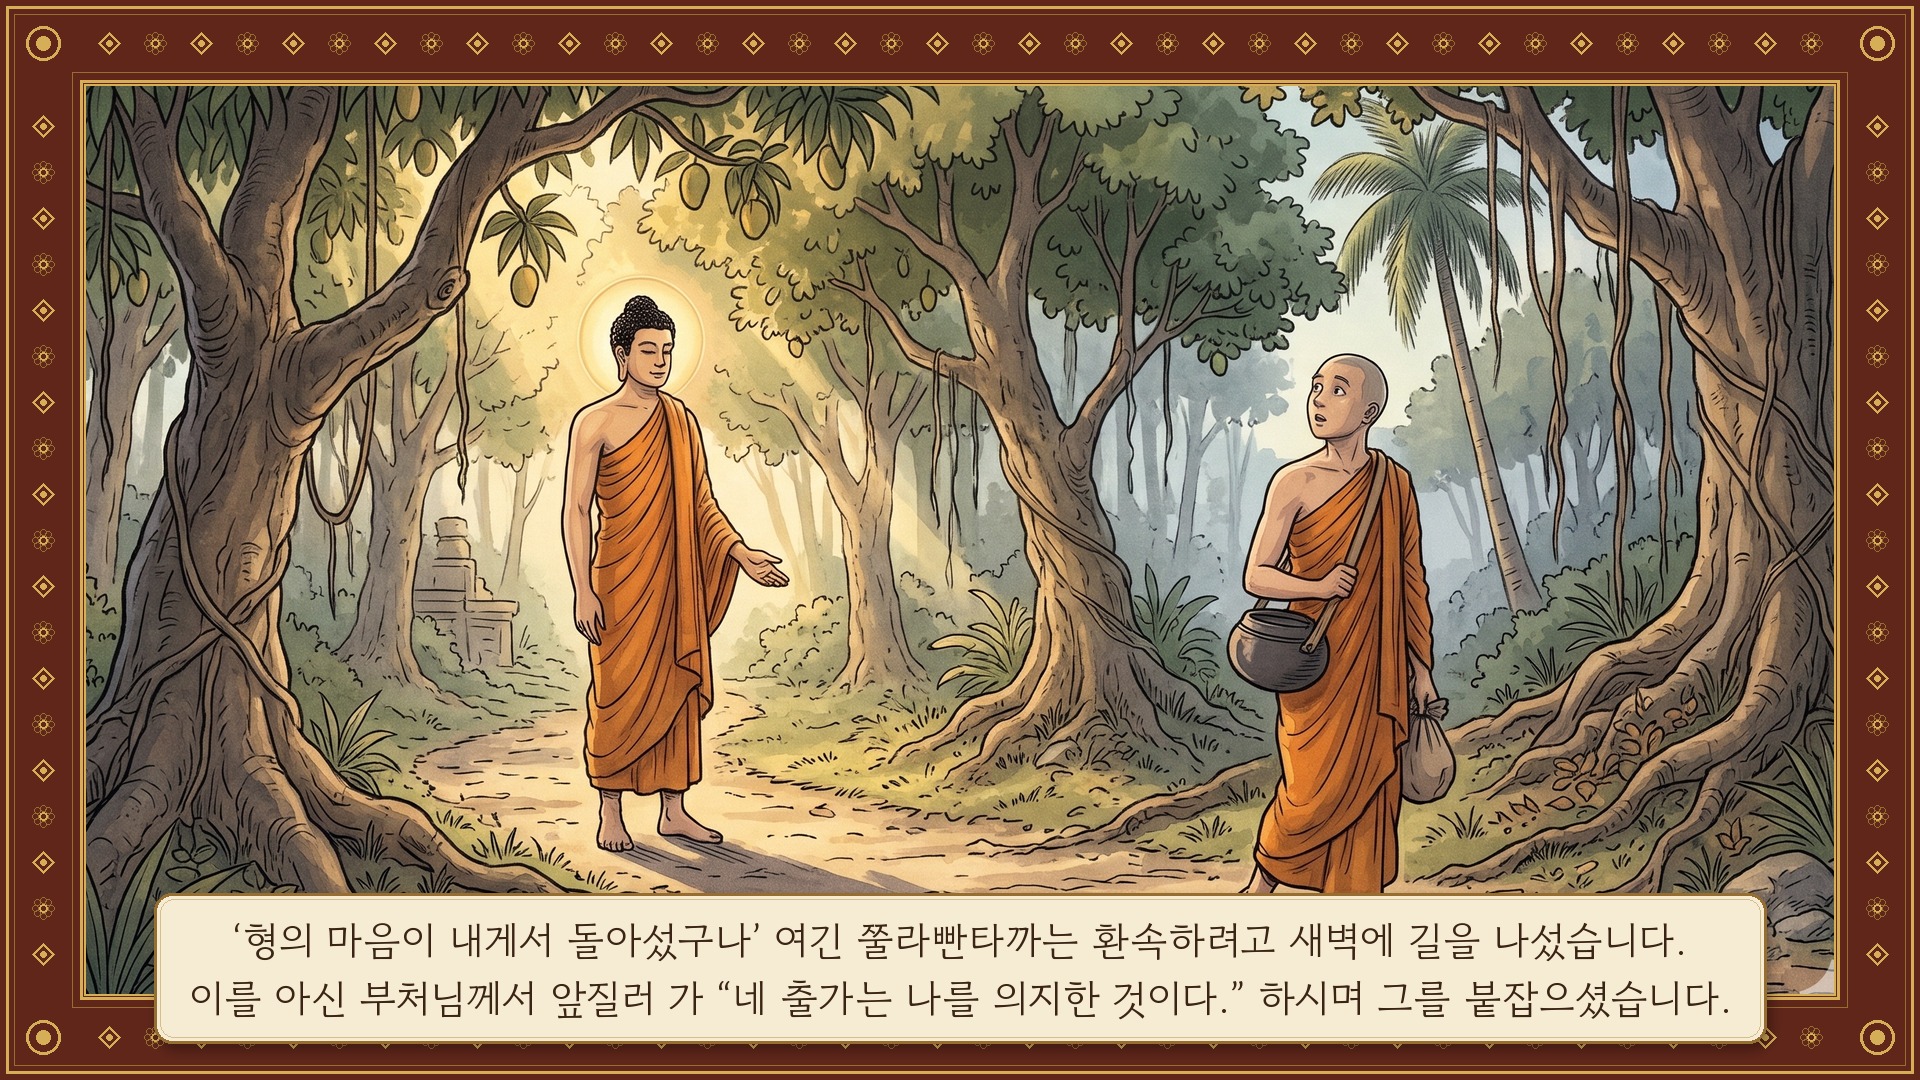 ‘형의 마음이 내게서 돌아섰구나’ 여긴 쭐라빤타까는 환속하려고 새벽에 길을 나섰습니다.
이를 아신 부처님께서 앞질러 가 “네 출가는 나를 의지한 것이다.” 하시며 그를 붙잡으셨습니다.